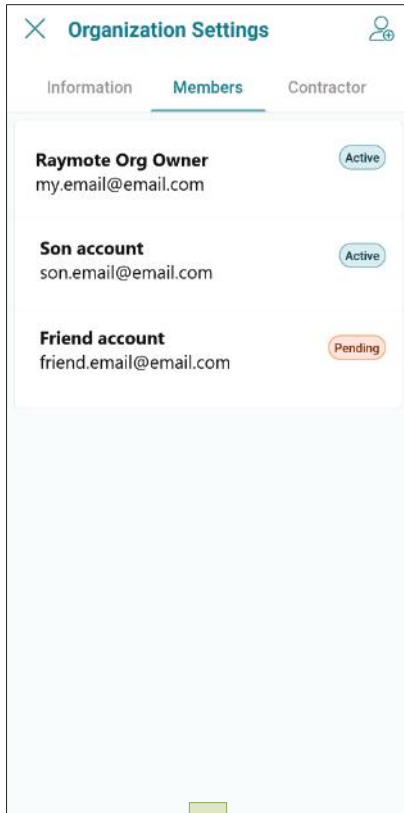 Organization Settings
Information Members Contractor
Raymote Org Owner Active
my.email@email.com
Son account Active
son.email@email.com
Friend account Pending
friend.email@email.com